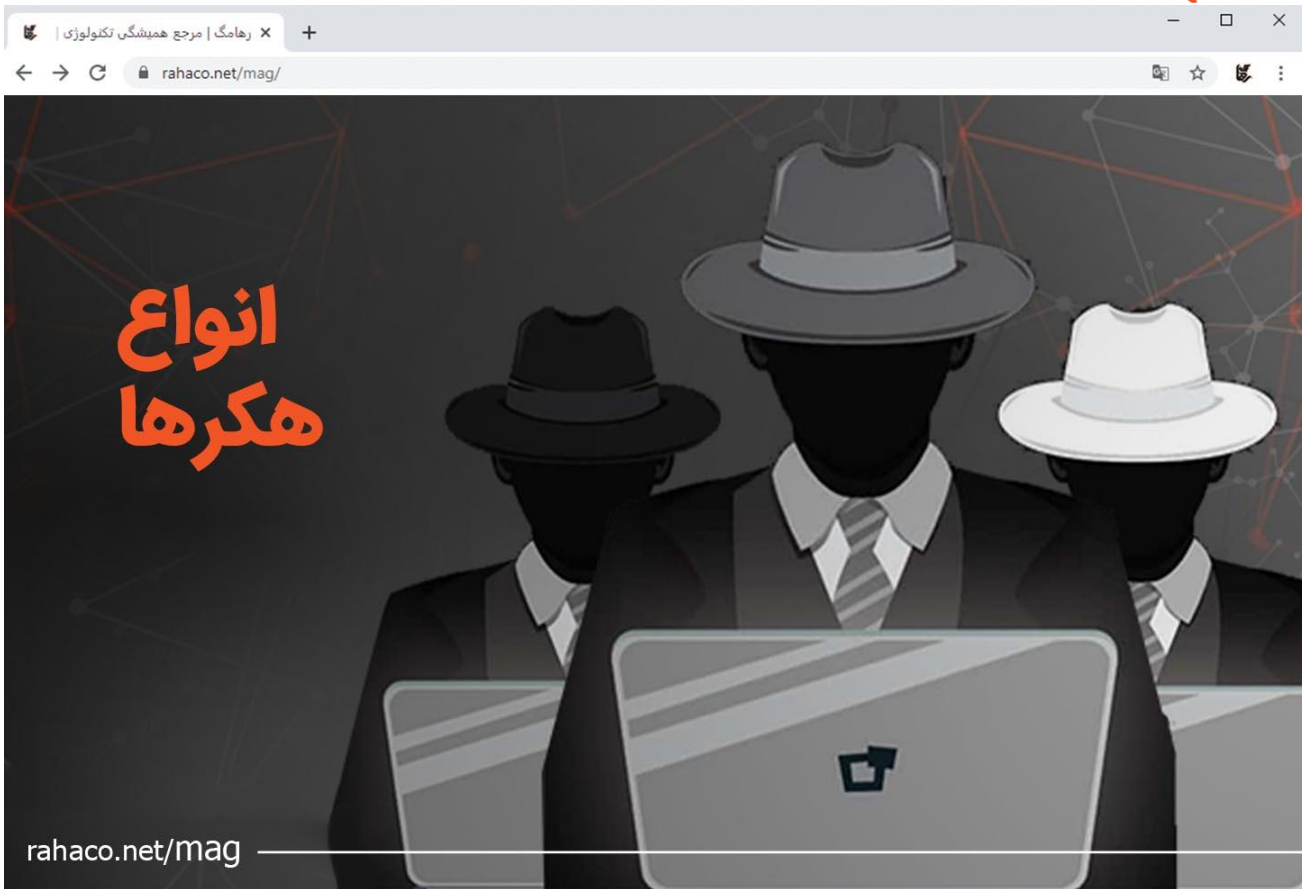 رهامگ | مرجع همیشگی تکنولوژی |
rahaco.net/mag/
انواع
هکرها
rahaco.net/mag